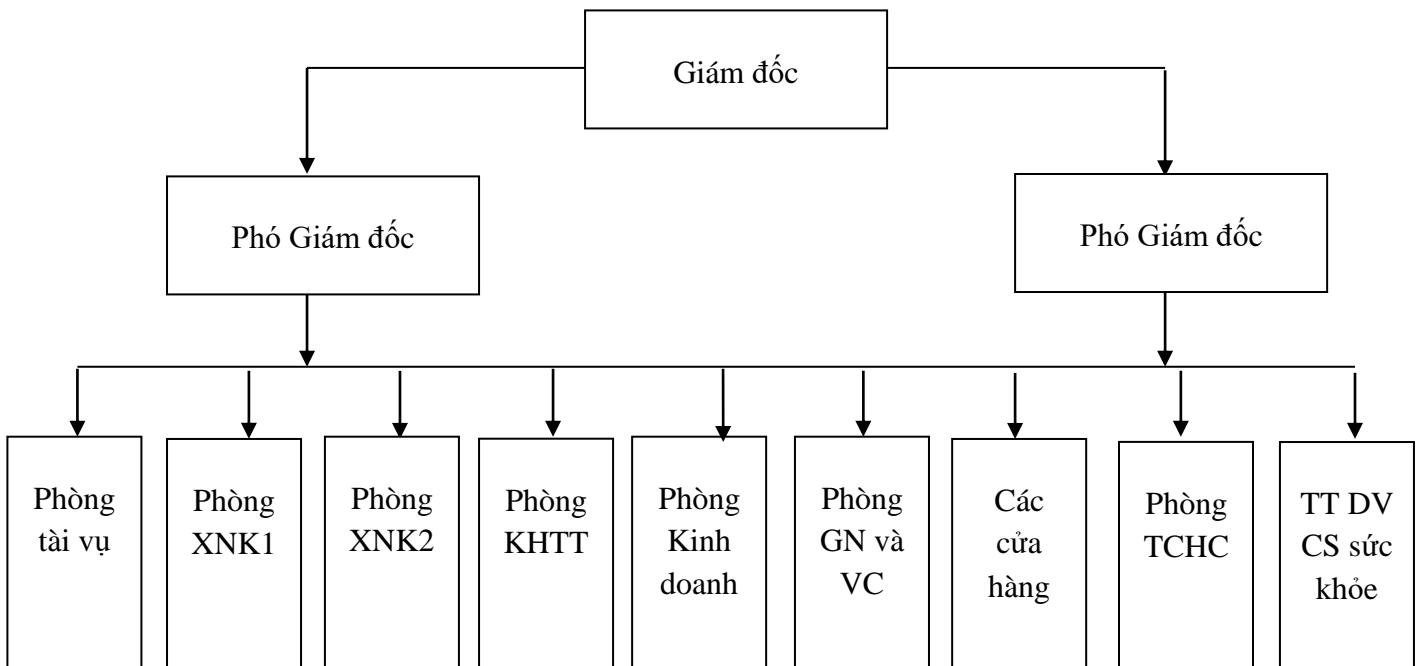 Giám đốc
Phó Giám đốc
Phó Giám đốc
Phòng
tài vụ
Phòng
XNK1
Phòng
XNK2
Phòng
KHTT
Phòng
Kinh
doanh
Phòng
GN và
VC
Các
cửa
hàng
Phòng
TCHC
TT DV
CS sức
khỏe